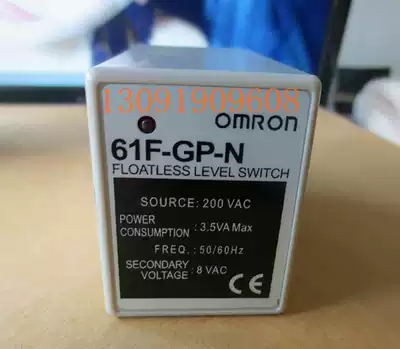 13091909608
OMRON
61F-GP-N
FLOATLESS LEVEL SWITCH
SOURCE: 200 VAC
POWER
CONSUMPTION : 3.5VA Max
FREQ. : 50/60Hz
SECONDARY
VOLTAGE : 8 VAC
CE